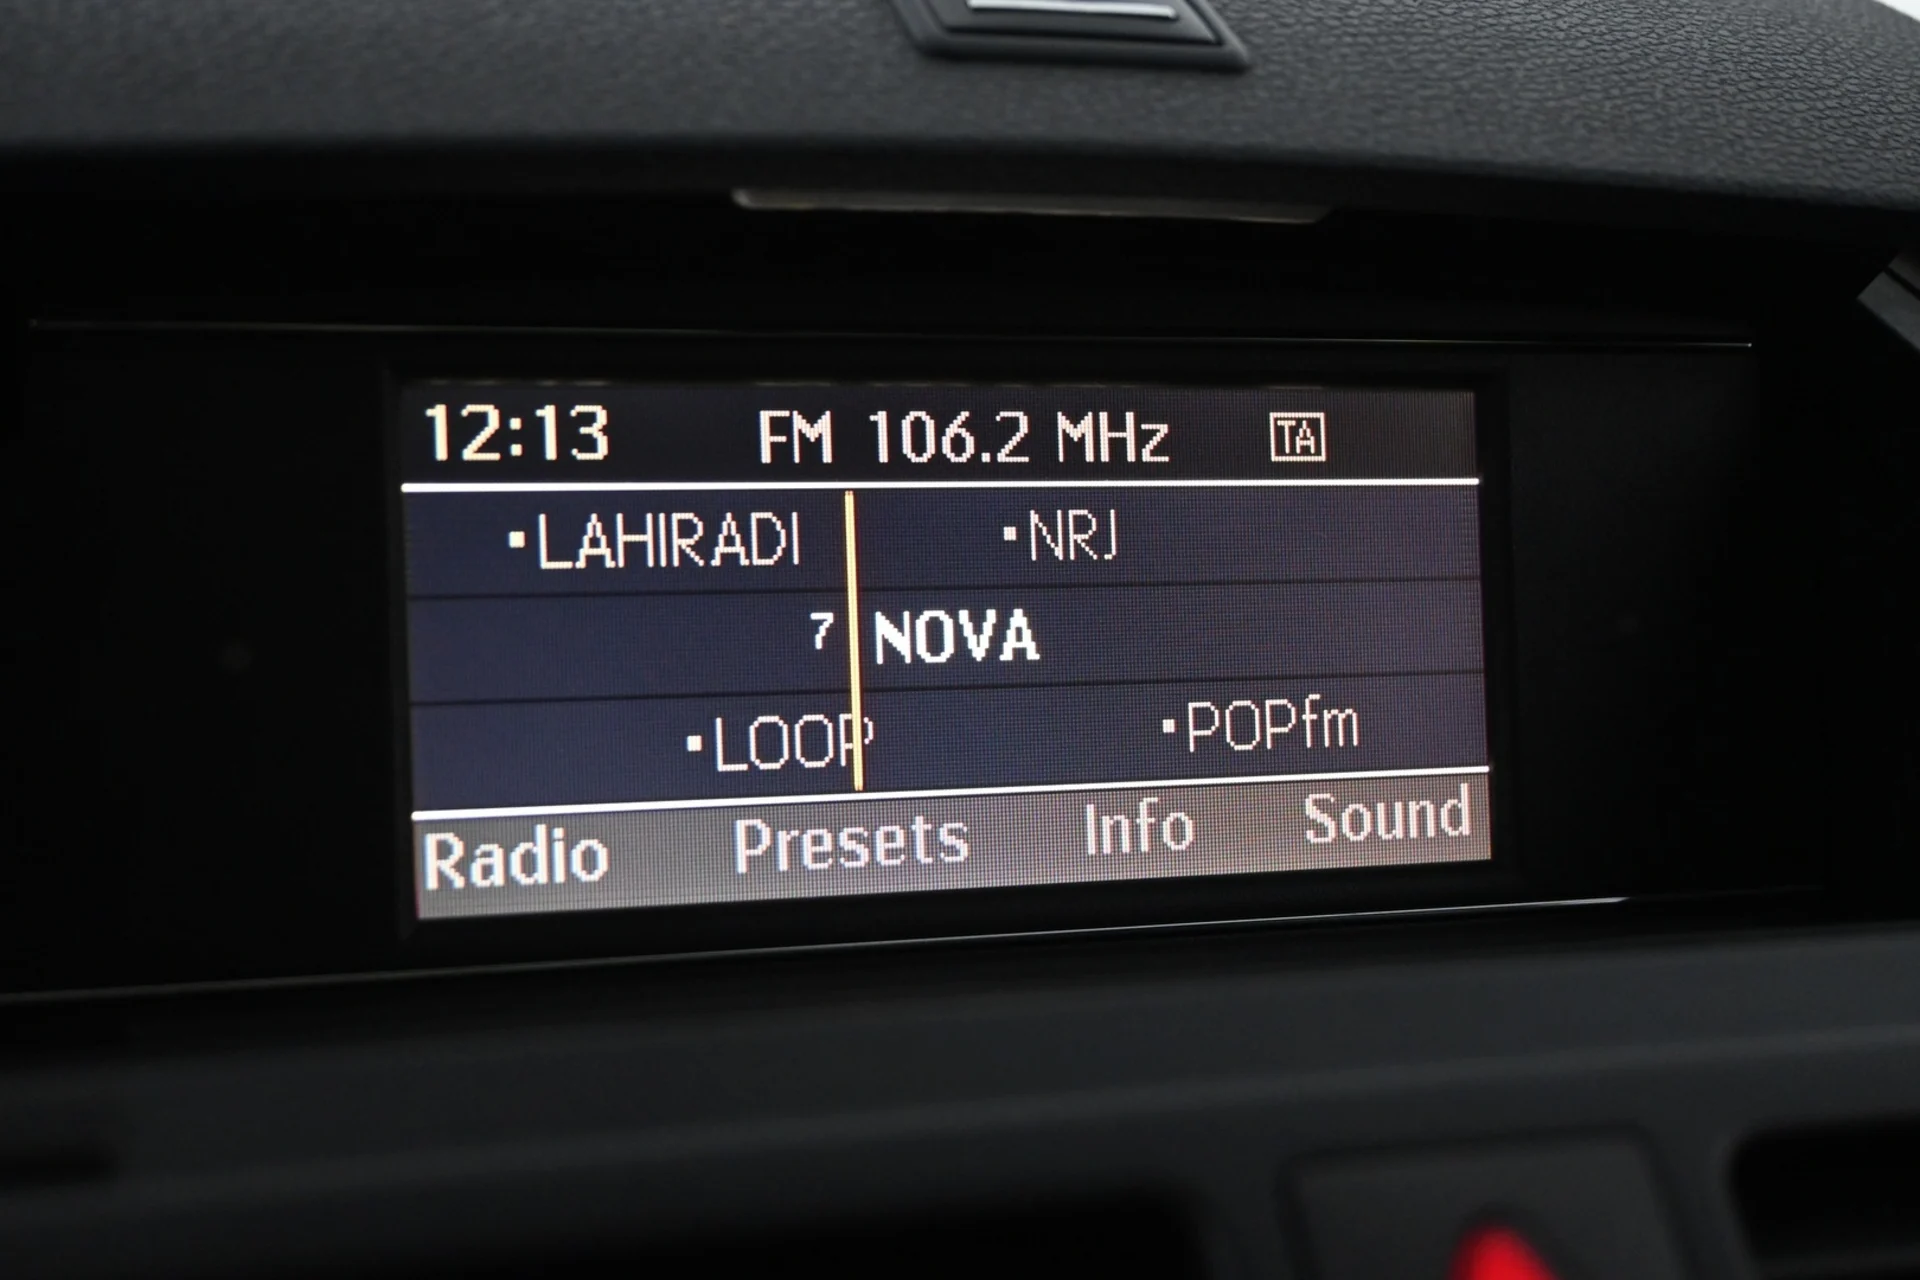 12:13 FM 106.2 MHz TA
▪LAHIRADI ▪NRJ
7 NOVA
▪LOOP ▪POPfm
Radio Presets Info Sound